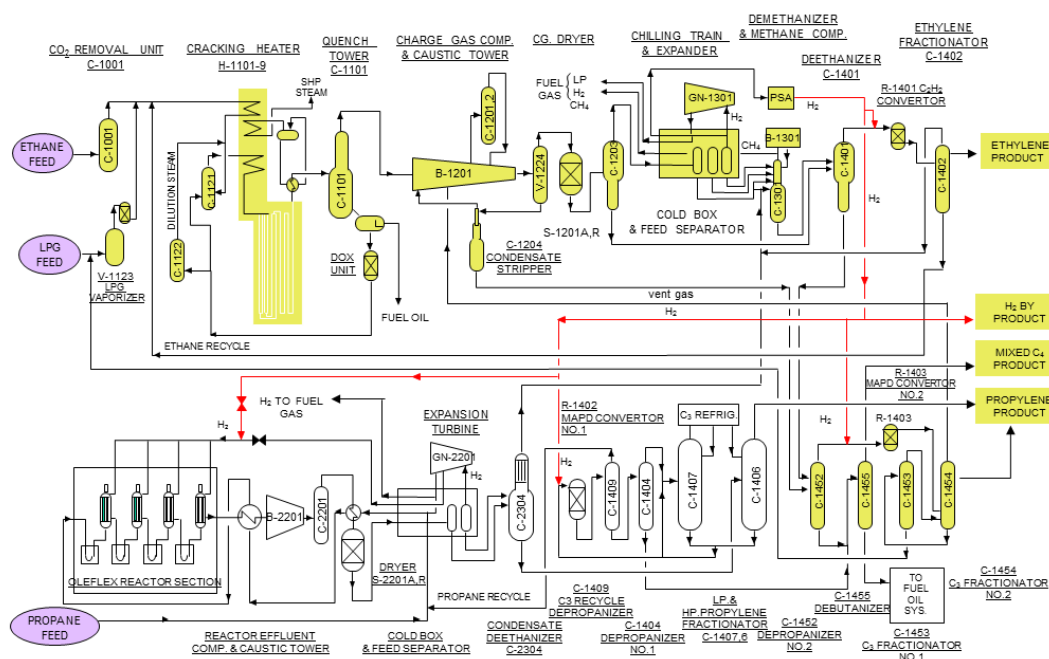 CO₂ REMOVAL UNIT
C-1001
CRACKING HEATER
H-1101-9
QUENCH
TOWER
C-1101
CHARGE GAS COMP.
& CAUSTIC TOWER
CG. DRYER
CHILLING TRAIN
& EXPANDER
DEMETHANIZER
& METHANE COMP.
DEETHANIZER
C-1401
ETHYLENE
FRACTIONATOR
C-1402
SHP
STEAM
FUEL
GAS
LP
H₂
CH₄
GN-1301
PSA
H₂
R-1401 C₂H₂
CONVERTOR
ETHANE
FEED
C-1001
C-1121
DILUTION STEAM
C-1122
C-1101
C-1201,2
B-1201
V-1224
C-1203
H₂
CH₄
B-1301
C-130
C-1401
C-1402
ETHYLENE
PRODUCT
H₂
LPG
FEED
V-1123
LPG
VAPORIZER
DOX
UNIT
FUEL OIL
C-1204
CONDENSATE
STRIPPER
S-1201A,R
COLD BOX
& FEED SEPARATOR
vent gas
H₂
H₂ BY
PRODUCT
ETHANE RECYCLE
MIXED C₄
PRODUCT
R-1403
MAPD CONVERTOR
NO.2
PROPYLENE
PRODUCT
H₂ TO FUEL
GAS
H₂
EXPANSION
TURBINE
GN-2201
H₂
R-1402
MAPD CONVERTOR
NO.1
H₂
C₃ REFRIG.
H₂
R-1403
B-2201
C-2201
C-2304
C-1409
C-1404
C-1407
C-1406
C-1452
C-1455
C-1453
C-1454
OLEFLEX REACTOR SECTION
DRYER
S-2201A,R
PROPANE RECYCLE
PROPANE
FEED
REACTOR EFFLUENT
COMP. & CAUSTIC TOWER
COLD BOX
& FEED SEPARATOR
CONDENSATE
DEETHANIZER
C-2304
C-1409
C3 RECYCLE
DEPROPANIZER
C-1404
DEPROPANIZER
NO.1
LP.&
HP.PROPYLENE
FRACTIONATOR
C-1407,6
C-1452
DEPROPANIZER
NO.2
C-1455
DEBUTANIZER
TO
FUEL
OIL
SYS.
C-1453
C₃ FRACTIONATOR
NO.1
C-1454
C₃ FRACTIONATOR
NO.2